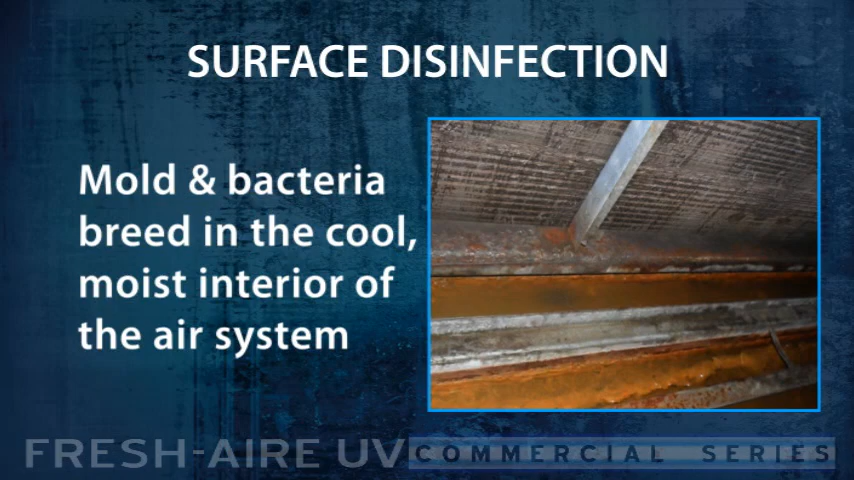 SURFACE DISINFECTION
Mold & bacteria
breed in the cool,
moist interior of
the air system
FRESH-AIRE UV COMMERCIAL SERIES